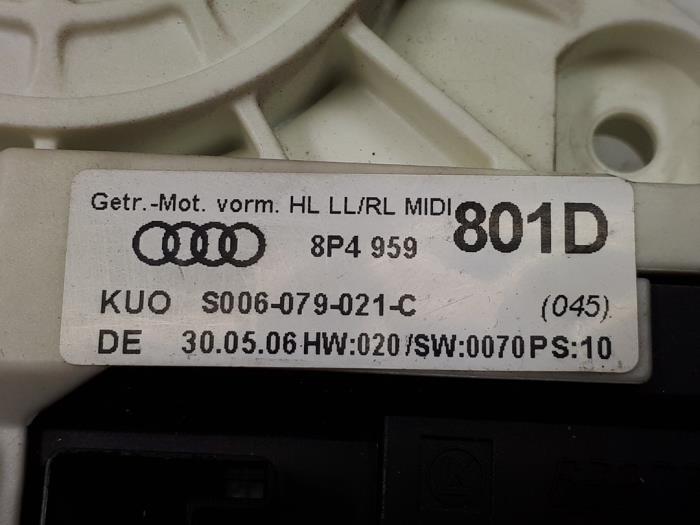 Getr.-Mot. vorm. HL LL/RL MIDI
8P4 959 801D
KUO S006-079-021-C (045)
DE 30.05.06 HW:020/SW:0070 PS:10